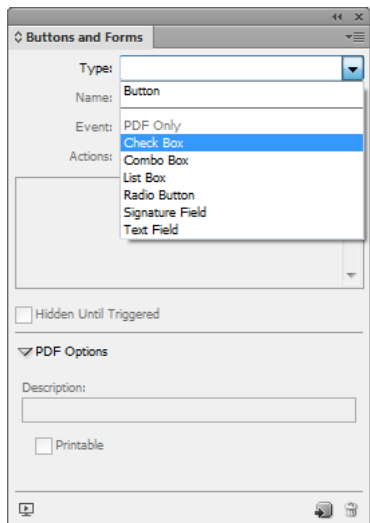 Buttons and Forms
Type:
Button
Name:
Event:
PDF Only
Check Box
Actions:
Combo Box
List Box
Radio Button
Signature Field
Text Field
Hidden Until Triggered
PDF Options
Description:
Printable